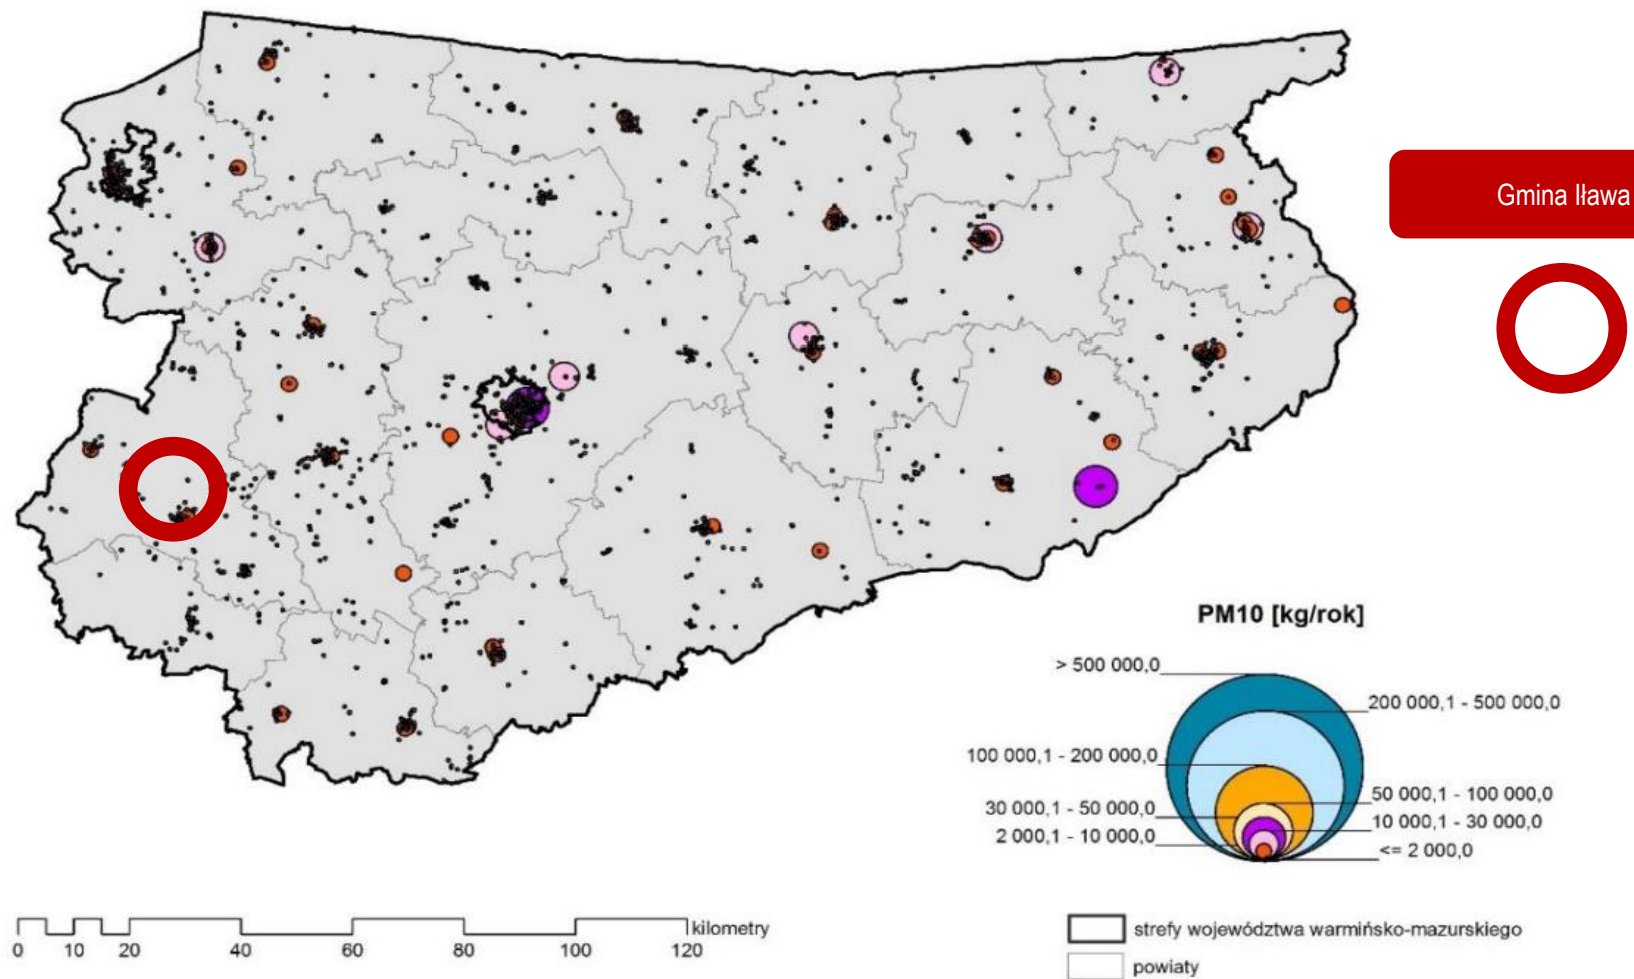 Gmina Iława
PM10 [kg/rok]
> 500 000,0
200 000,1 - 500 000,0
100 000,1 - 200 000,0
50 000,1 - 100 000,0
30 000,1 - 50 000,0
10 000,1 - 30 000,0
2 000,1 - 10 000,0
<= 2 000,0
kilometry
0 10 20 40 60 80 100 120
strefy województwa warmińsko-mazurskiego
powiaty